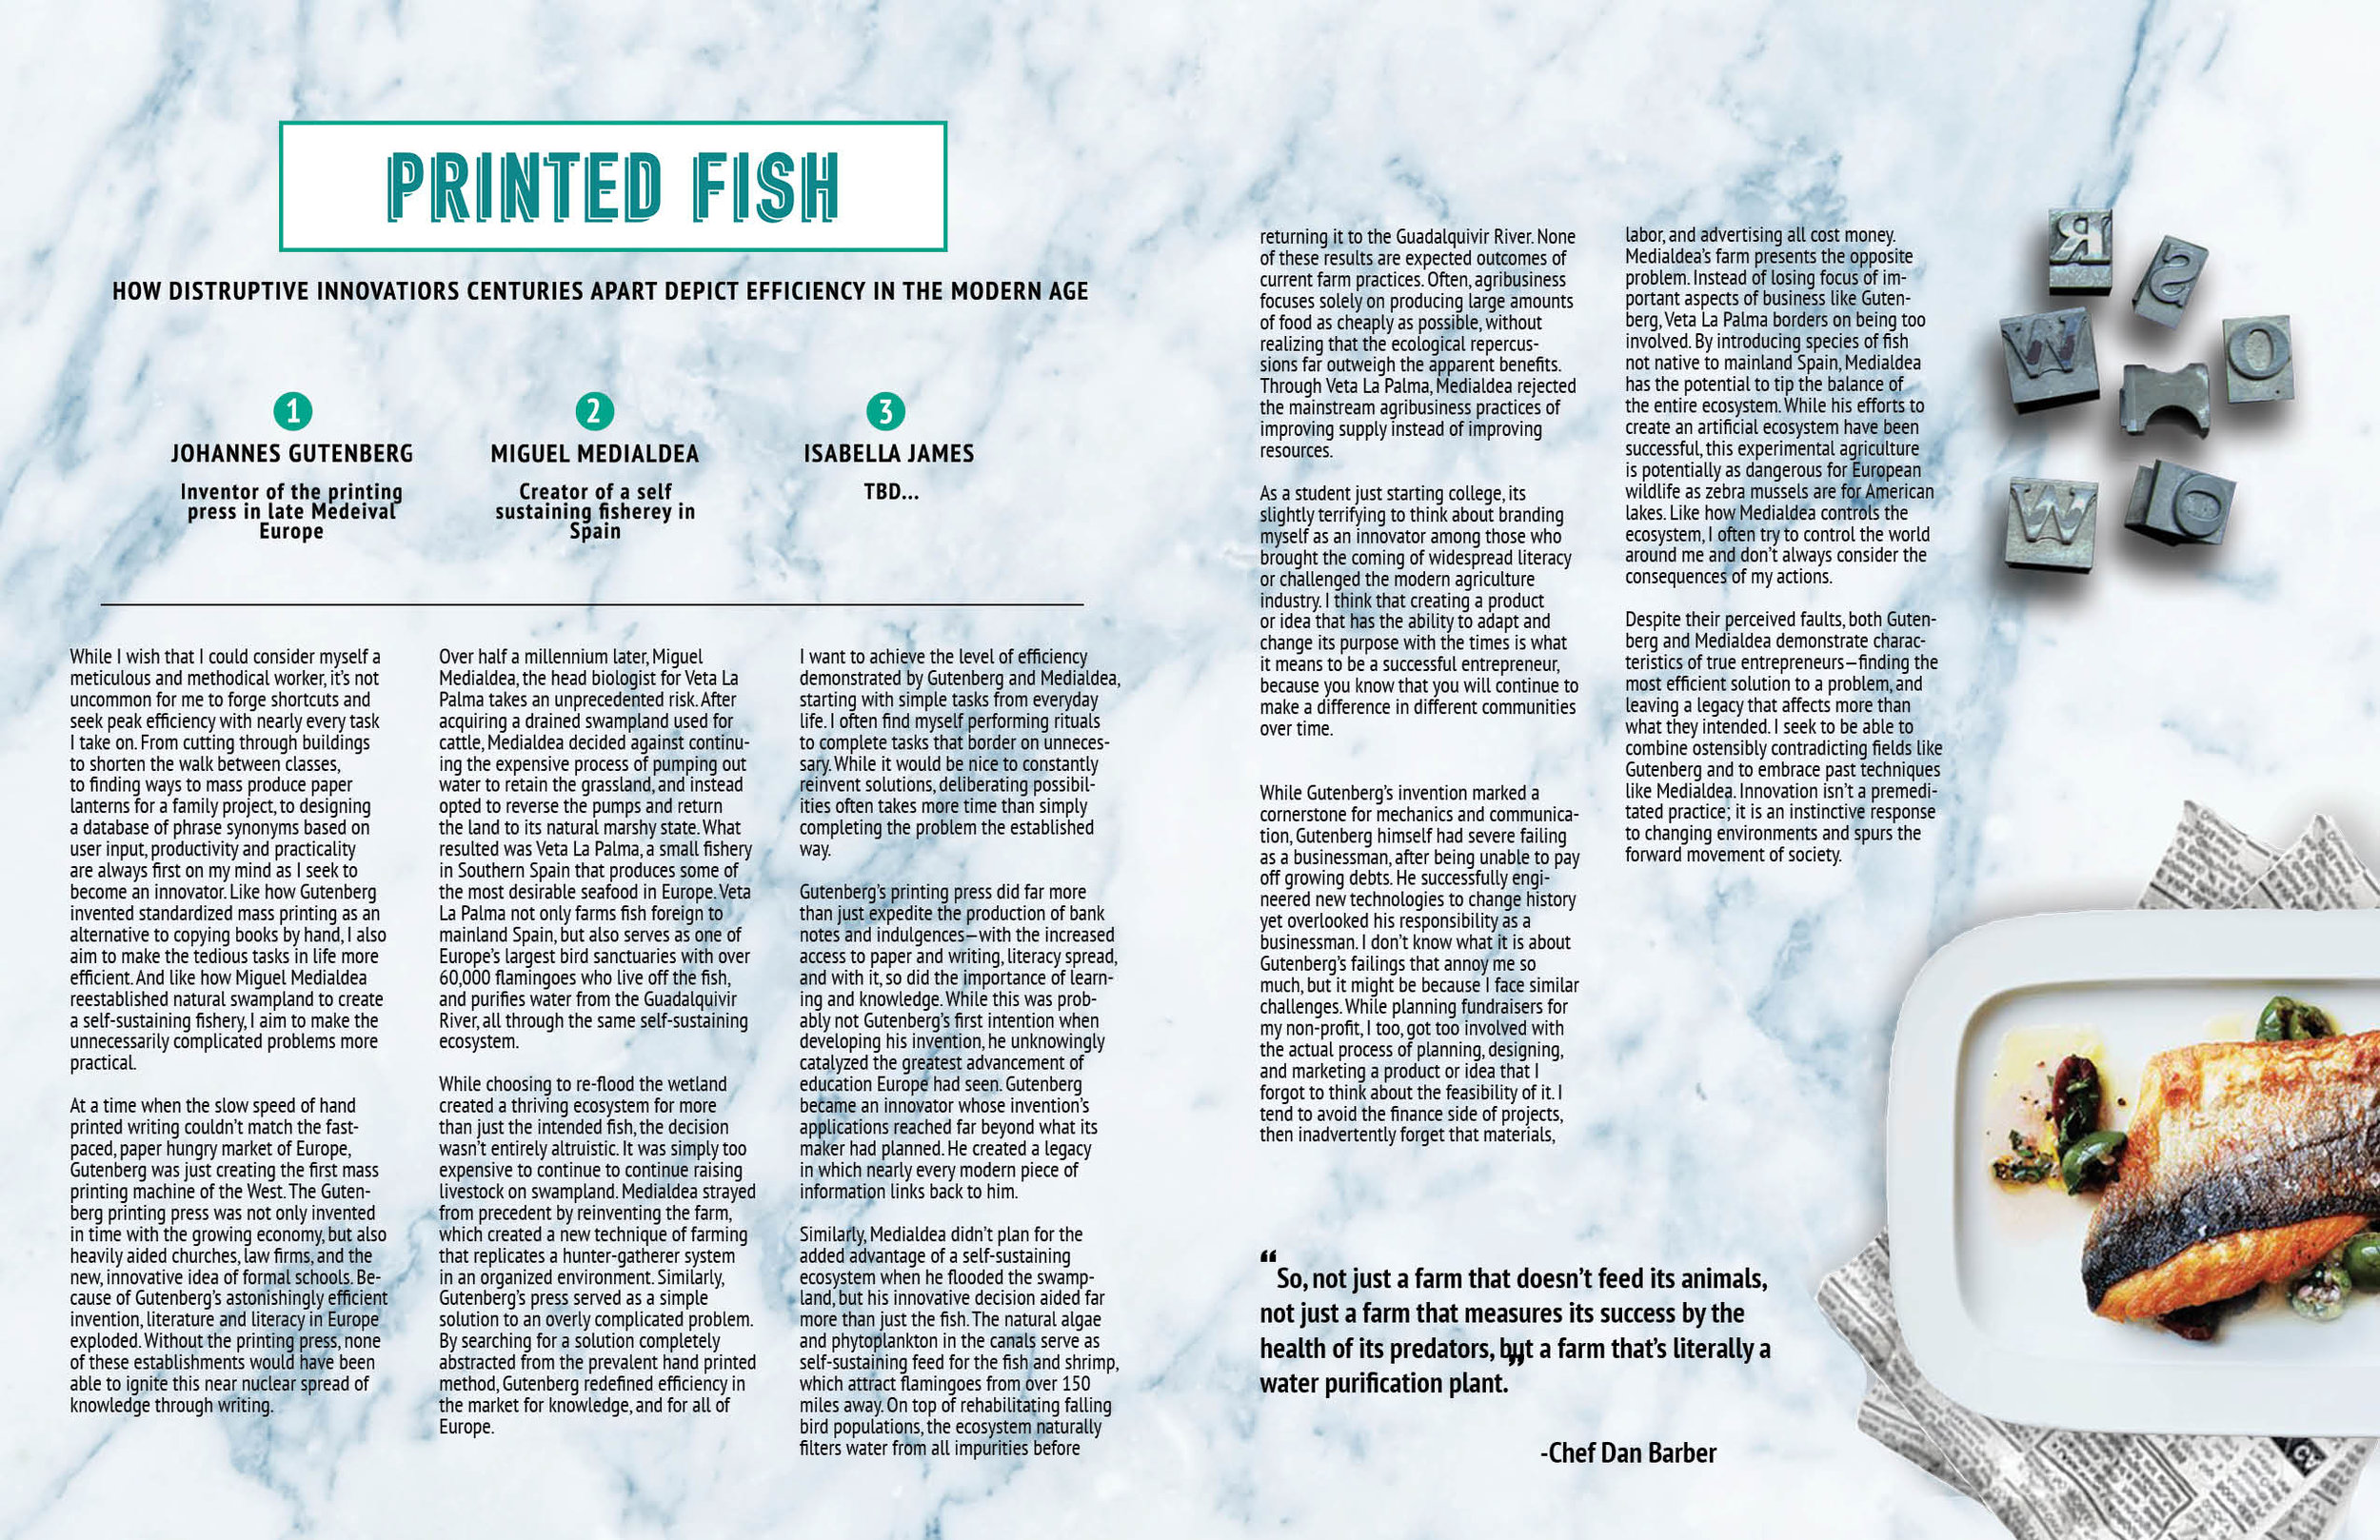 PRINTED FISH
HOW DISTRUPTIVE INNOVATIORS CENTURIES APART DEPICT EFFICIENCY IN THE MODERN AGE
1
JOHANNES GUTENBERG
Inventor of the printing
press in late Medeival
Europe
2
MIGUEL MEDIALDEA
Creator of a self
sustaining fisherey in
Spain
3
ISABELLA JAMES
TBD...
While I wish that I could consider myself a
meticulous and methodical worker, it's not
uncommon for me to forge shortcuts and
seek peak efficiency with nearly every task
I take on. From cutting through buildings
to shorten the walk between classes,
to finding ways to mass produce paper
lanterns for a family project, to designing
a database of phrase synonyms based on
user input, productivity and practicality
are always first on my mind as I seek to
become an innovator. Like how Gutenberg
invented standardized mass printing as an
alternative to copying books by hand, I also
aim to make the tedious tasks in life more
efficient. And like how Miguel Medialdea
reestablished natural swampland to create
a self-sustaining fishery, I aim to make the
unnecessarily complicated problems more
practical.
At a time when the slow speed of hand
printed writing couldn't match the fast-
paced, paper hungry market of Europe,
Gutenberg was just creating the first mass
printing machine of the West. The Guten-
berg printing press was not only invented
in time with the growing economy, but also
heavily aided churches, law firms, and the
new, innovative idea of formal schools. Be-
cause of Gutenberg's astonishingly efficient
invention, literature and literacy in Europe
exploded. Without the printing press, none
of these establishments would have been
able to ignite this near nuclear spread of
knowledge through writing.
Over half a millennium later, Miguel
Medialdea, the head biologist for Veta La
Palma takes an unprecedented risk. After
acquiring a drained swampland used for
cattle, Medialdea decided against continu-
ing the expensive process of pumping out
water to retain the grassland, and instead
opted to reverse the pumps and return
the land to its natural marshy state. What
resulted was Veta La Palma, a small fishery
in Southern Spain that produces some of
the most desirable seafood in Europe. Veta
La Palma not only farms fish foreign to
mainland Spain, but also serves as one of
Europe's largest bird sanctuaries with over
60,000 flamingoes who live off the fish,
and purifies water from the Guadalquivir
River, all through the same self-sustaining
ecosystem.
While choosing to re-flood the wetland
created a thriving ecosystem for more
than just the intended fish, the decision
wasn't entirely altruistic. It was simply too
expensive to continue to continue raising
livestock on swampland. Medialdea strayed
from precedent by reinventing the farm,
which created a new technique of farming
that replicates a hunter-gatherer system
in an organized environment. Similarly,
Gutenberg's press served as a simple
solution to an overly complicated problem.
By searching for a solution completely
abstracted from the prevalent hand printed
method, Gutenberg redefined efficiency in
the market for knowledge, and for all of
Europe.
I want to achieve the level of efficiency
demonstrated by Gutenberg and Medialdea,
starting with simple tasks from everyday
life. I often find myself performing rituals
to complete tasks that border on unneces-
sary. While it would be nice to constantly
reinvent solutions, deliberating possibil-
ities often takes more time than simply
completing the problem the established
way.
Gutenberg's printing press did far more
than just expedite the production of bank
notes and indulgences—with the increased
access to paper and writing, literacy spread,
and with it, so did the importance of learn-
ing and knowledge. While this was prob-
ably not Gutenberg's first intention when
developing his invention, he unknowingly
catalyzed the greatest advancement of
education Europe had seen. Gutenberg
became an innovator whose invention's
applications reached far beyond what its
maker had planned. He created a legacy
in which nearly every modern piece of
information links back to him.
Similarly, Medialdea didn't plan for the
added advantage of a self-sustaining
ecosystem when he flooded the swamp-
land, but his innovative decision aided far
more than just the fish. The natural algae
and phytoplankton in the canals serve as
self-sustaining feed for the fish and shrimp,
which attract flamingoes from over 150
miles away. On top of rehabilitating falling
bird populations, the ecosystem naturally
filters water from all impurities before
returning it to the Guadalquivir River. None
of these results are expected outcomes of
current farm practices. Often, agribusiness
focuses solely on producing large amounts
of food as cheaply as possible, without
realizing that the ecological repercus-
sions far outweigh the apparent benefits.
Through Veta La Palma, Medialdea rejected
the mainstream agribusiness practices of
improving supply instead of improving
resources.
As a student just starting college, its
slightly terrifying to think about branding
myself as an innovator among those who
brought the coming of widespread literacy
or challenged the modern agriculture
industry. I think that creating a product
or idea that has the ability to adapt and
change its purpose with the times is what
it means to be a successful entrepreneur,
because you know that you will continue to
make a difference in different communities
over time.
While Gutenberg's invention marked a
cornerstone for mechanics and communica-
tion, Gutenberg himself had severe failing
as a businessman, after being unable to pay
off growing debts. He successfully engi-
neered new technologies to change history
yet overlooked his responsibility as a
businessman. I don't know what it is about
Gutenberg's failings that annoy me so
much, but it might be because I face similar
challenges. While planning fundraisers for
my non-profit, I too, got too involved with
the actual process of planning, designing,
and marketing a product or idea that I
forgot to think about the feasibility of it. I
tend to avoid the finance side of projects,
then inadvertently forget that materials,
labor, and advertising all cost money.
Medialdea's farm presents the opposite
problem. Instead of losing focus of im-
portant aspects of business like Guten-
berg, Veta La Palma borders on being too
involved. By introducing species of fish
not native to mainland Spain, Medialdea
has the potential to tip the balance of
the entire ecosystem. While his efforts to
create an artificial ecosystem have been
successful, this experimental agriculture
is potentially as dangerous for European
wildlife as zebra mussels are for American
lakes. Like how Medialdea controls the
ecosystem, I often try to control the world
around me and don't always consider the
consequences of my actions.
Despite their perceived faults, both Guten-
berg and Medialdea demonstrate charac-
teristics of true entrepreneurs—finding the
most efficient solution to a problem, and
leaving a legacy that affects more than
what they intended. I seek to be able to
combine ostensibly contradicting fields like
Gutenberg and to embrace past techniques
like Medialdea. Innovation isn't a premedi-
tated practice; it is an instinctive response
to changing environments and spurs the
forward movement of society.
R
S
W
O
W
O
“So, not just a farm that doesn't feed its animals,
not just a farm that measures its success by the
health of its predators, but a farm that's literally a
water purification plant.”
-Chef Dan Barber